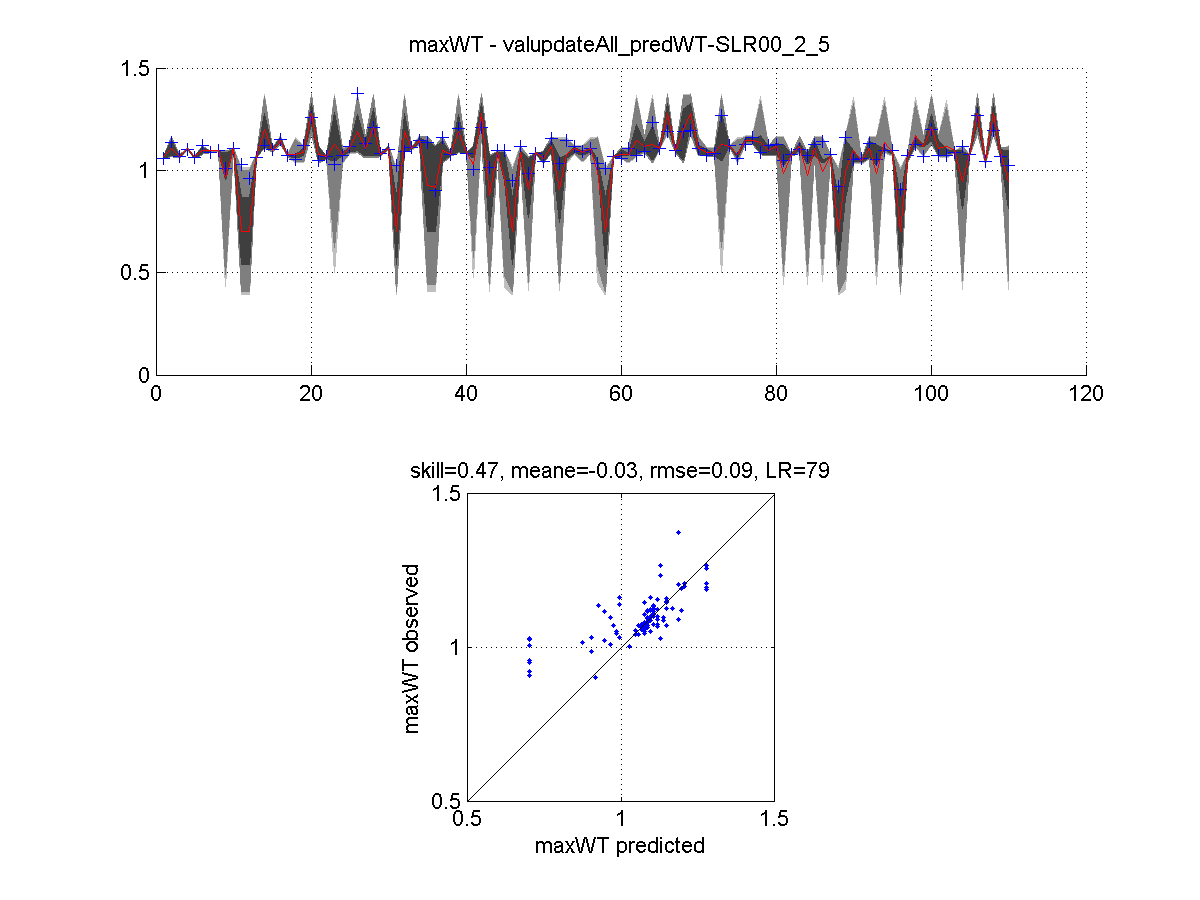 maxWT - valupdateAll_predWT-SLR00_2_5
1.5
1
0.5
0
0 20 40 60 80 100 120
skill=0.47, meane=-0.03, rmse=0.09, LR=79
1.5
maxWT observed
1
0.5
0.5 1 1.5
maxWT predicted